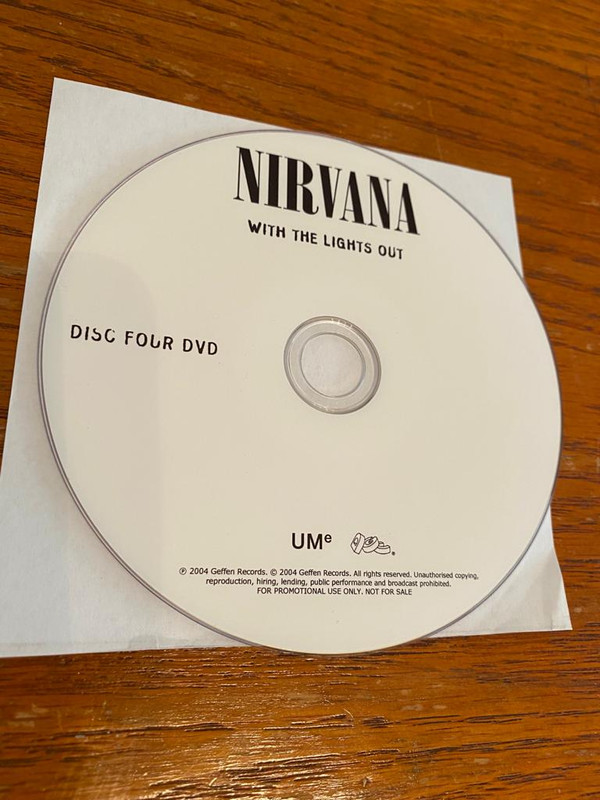 NIRVANA
WITH THE LIGHTS OUT
DISC FOUR DVD
UMe
℗ 2004 Geffen Records. © 2004 Geffen Records. All rights reserved. Unauthorised copying,
reproduction, hiring, lending, public performance and broadcast prohibited.
FOR PROMOTIONAL USE ONLY. NOT FOR SALE